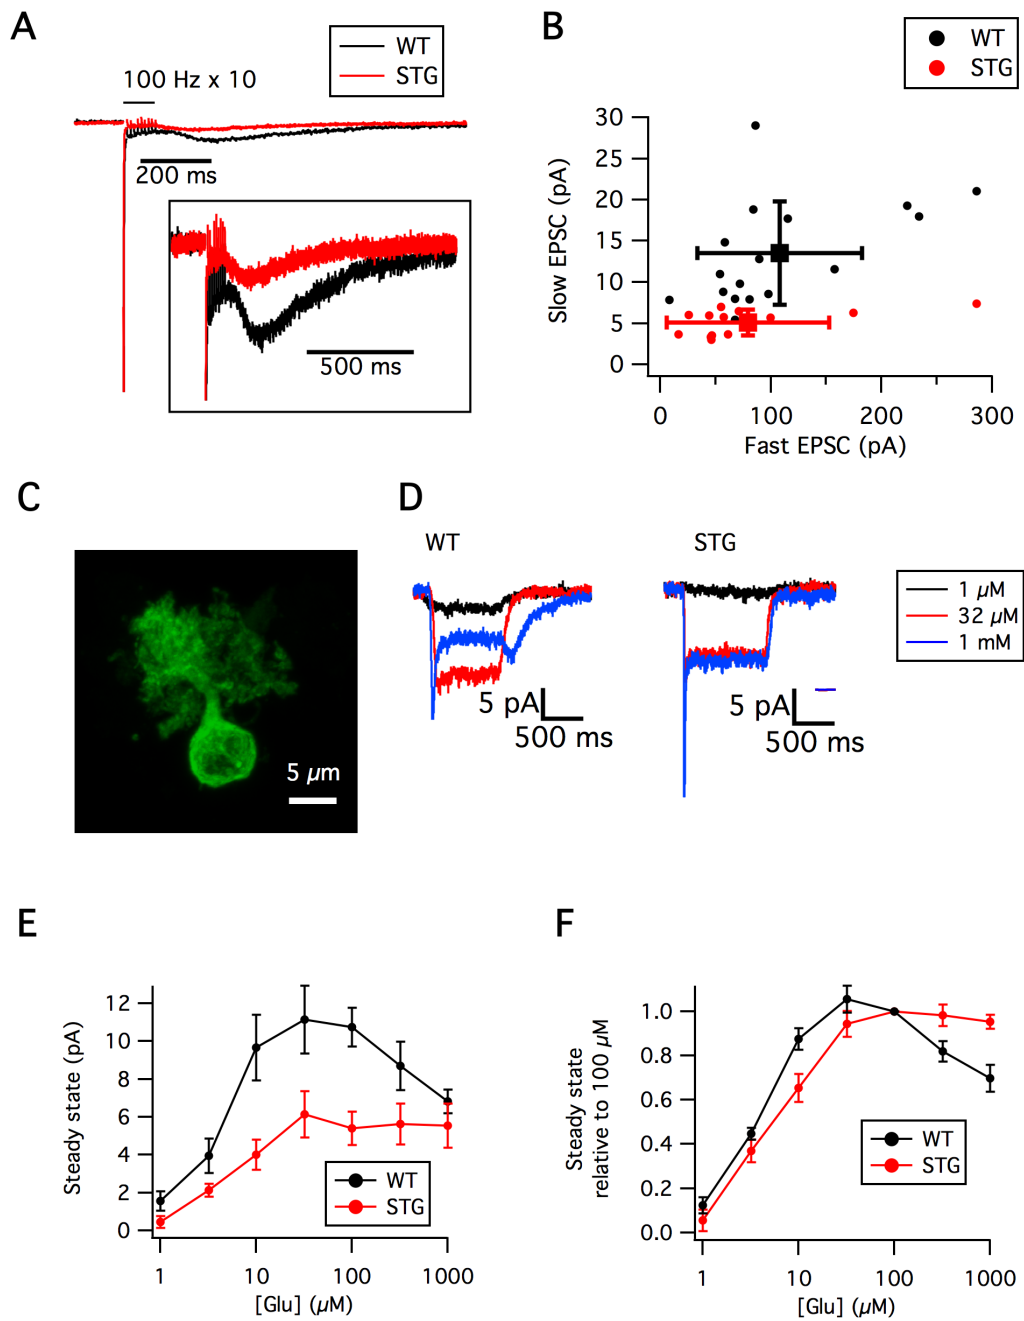 A
WT
STG
100 Hz x 10
200 ms
500 ms
B
WT
STG
30
25
20
15
10
5
0
Slow EPSC (pA)
0
100
200
300
Fast EPSC (pA)
C
5 µm
D
WT
STG
1 µM
32 µM
1 mM
5 pA
500 ms
5 pA
500 ms
E
12
10
8
6
4
2
0
Steady state (pA)
WT
STG
1
10
100
1000
[Glu] (µM)
F
1.0
0.8
0.6
0.4
0.2
0.0
Steady state
relative to 100 µM
WT
STG
1
10
100
1000
[Glu] (µM)